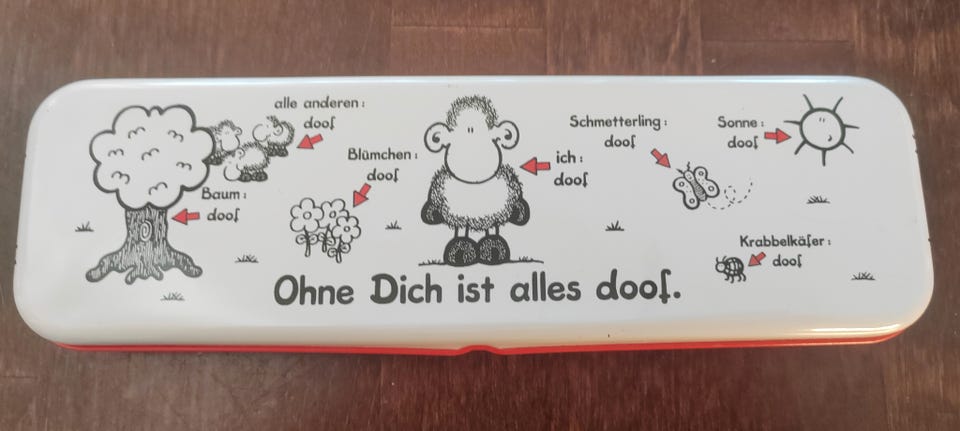 alle anderen:
doof
Baum:
doof
Blümchen:
doof
ich:
doof
Schmetterling:
doof
Sonne:
doof
Krabbelkäfer:
doof
Ohne Dich ist alles doof.